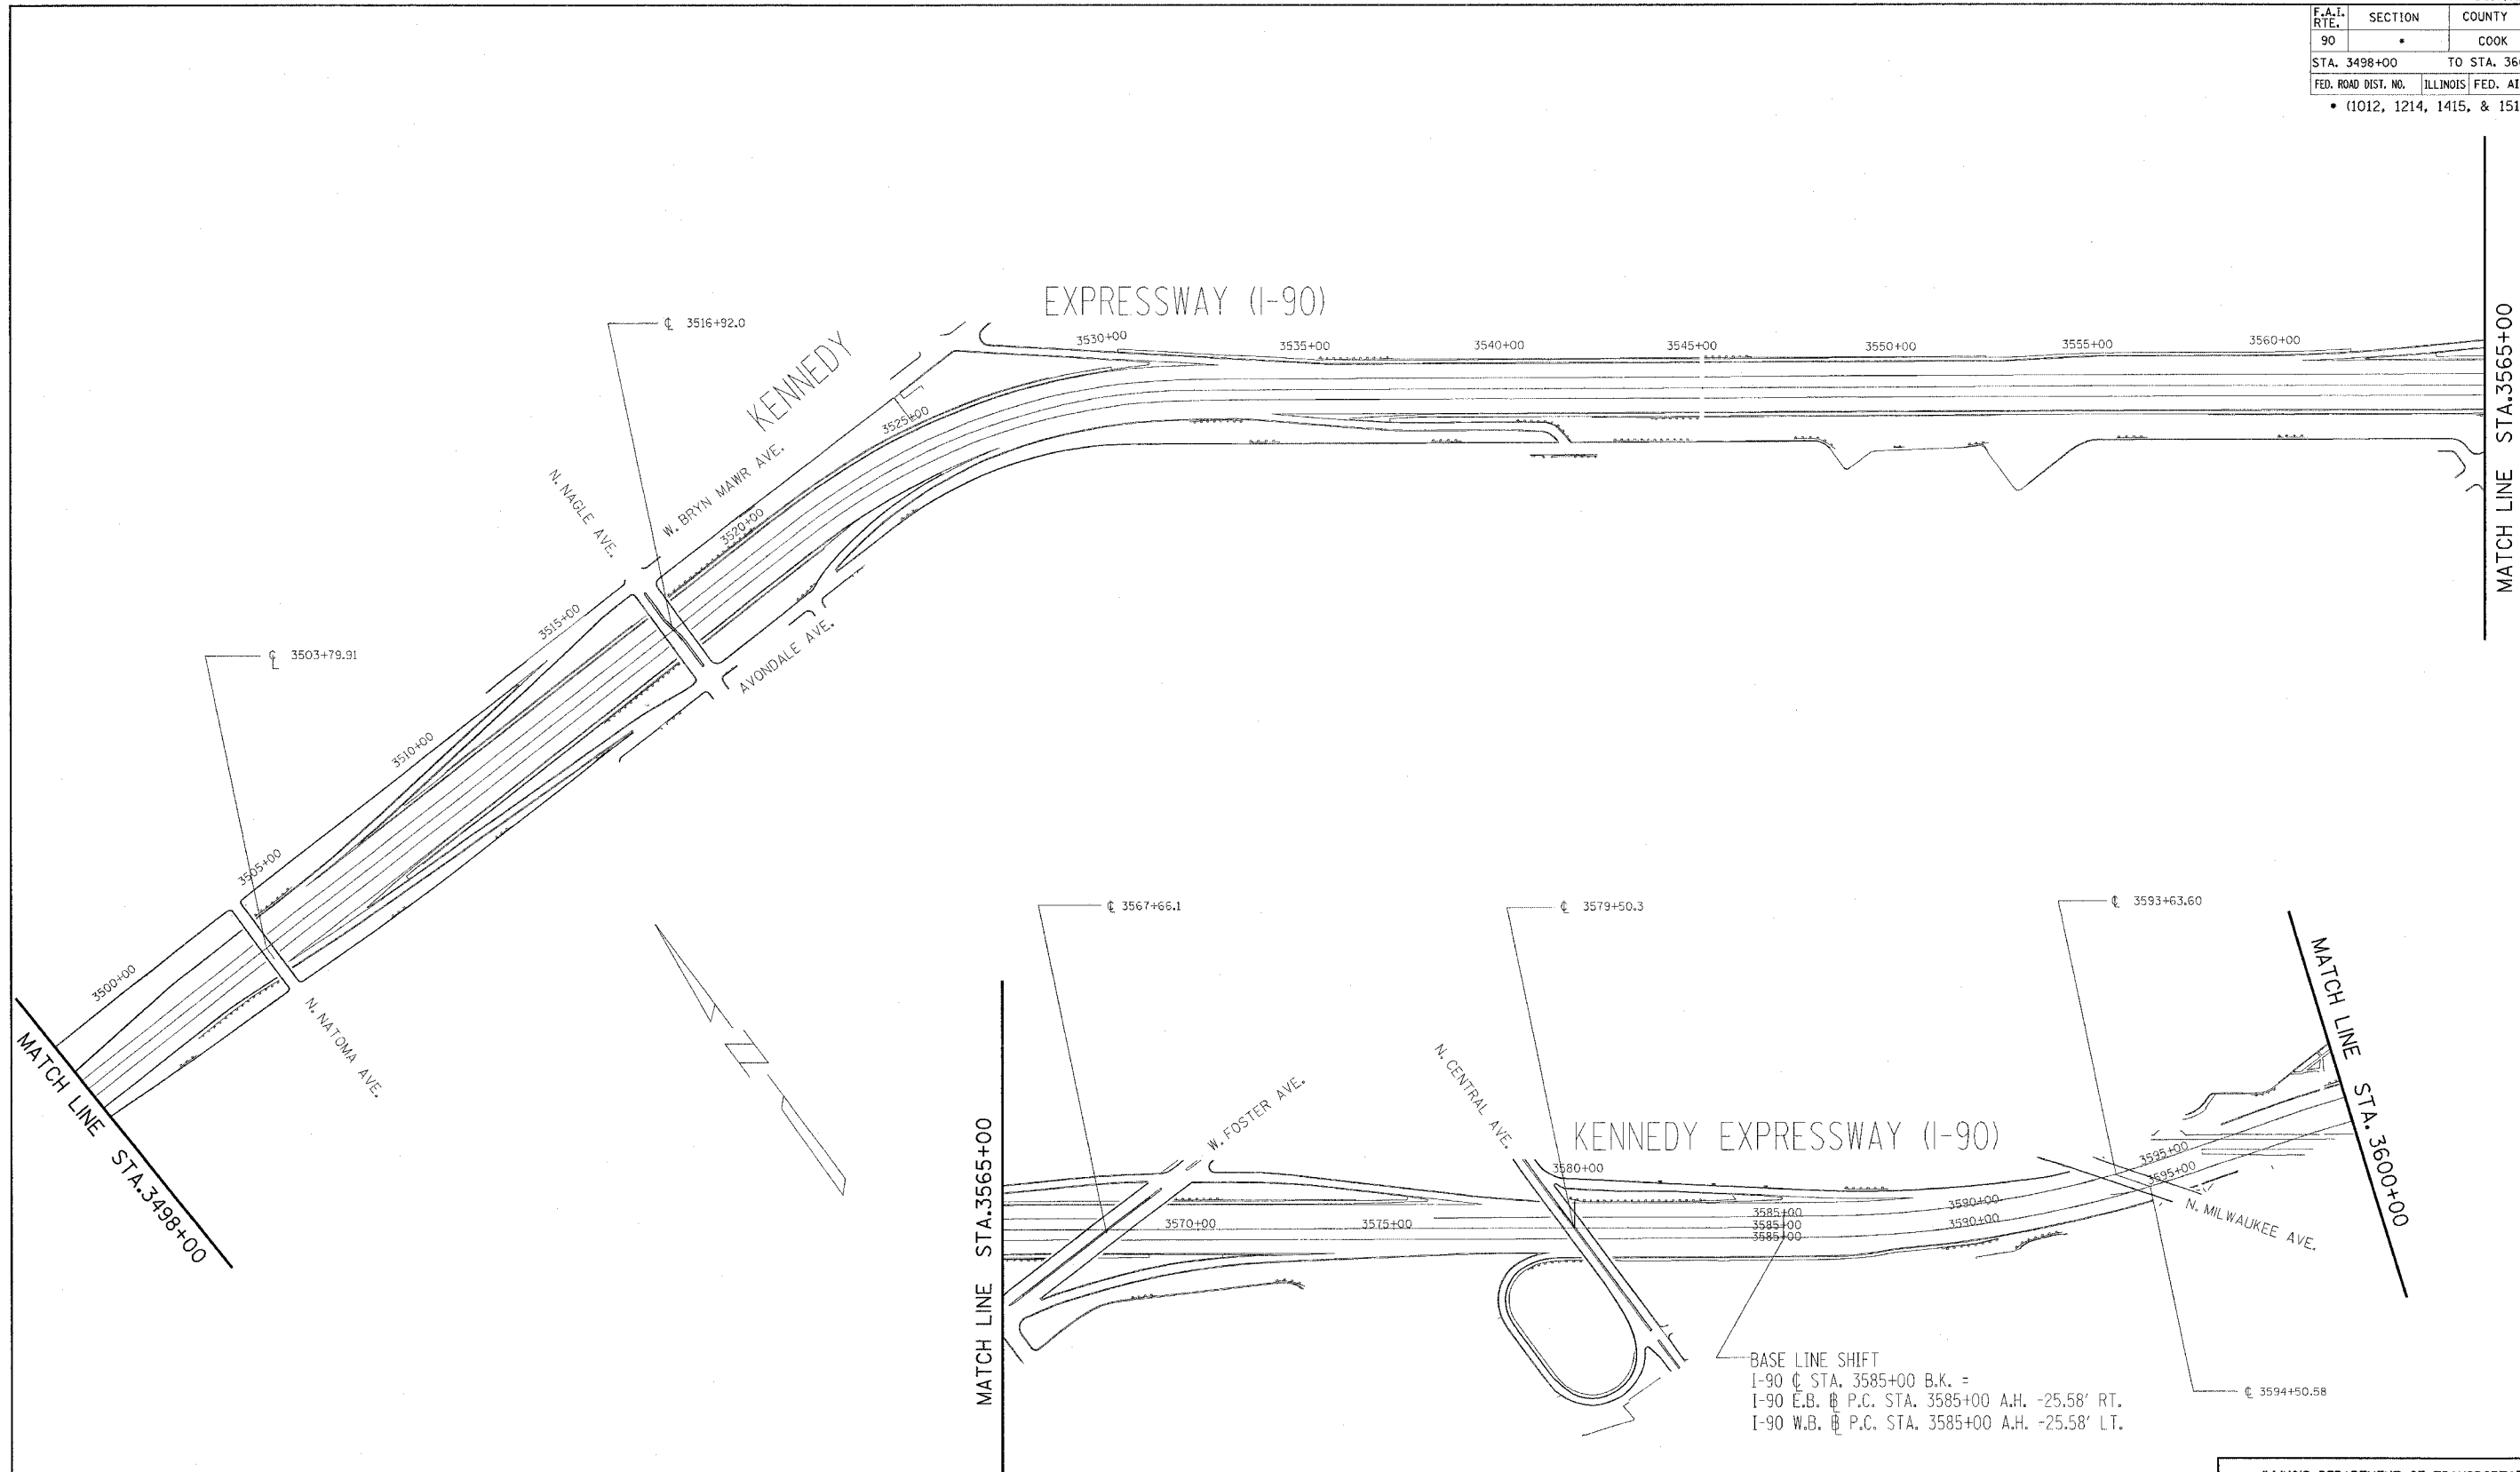 F.A.I. RTE. SECTION COUNTY
90 * COOK
STA. 3498+00 TO STA.
FED. ROAD DIST. NO. ILLINOIS FED.
* (1012, 1214, 1415, &
EXPRESSWAY (I-90)
KENNEDY
℄ 3516+92.0
3530+00
3535+00
3540+00
3545+00
3550+00
3555+00
3560+00
MATCH LINE STA.3565+00
3525+00
W. BRYN MAWR AVE.
N. NAGLE AVE.
3520+00
3515+00
AVONDALE AVE.
℄ 3503+79.91
3510+00
3505+00
3500+00
N. NATOMA AVE.
MATCH LINE STA.3498+00
N
℄ 3567+66.1
℄ 3579+50.3
℄ 3593+63.60
MATCH LINE STA. 3600+00
MATCH LINE STA.3565+00
W. FOSTER AVE.
N. CENTRAL AVE.
KENNEDY EXPRESSWAY (I-90)
3570+00
3575+00
3580+00
3585+00
3585+00
3585+00
3590+00
3590+00
3595+00
3595+00
N. MILWAUKEE AVE.
BASE LINE SHIFT
I-90 ℄ STA. 3585+00 B.K. =
I-90 E.B. B P.C. STA. 3585+00 A.H. -25.58' RT.
I-90 W.B. B P.C. STA. 3585+00 A.H. -25.58' LT.
℄ 3594+50.58